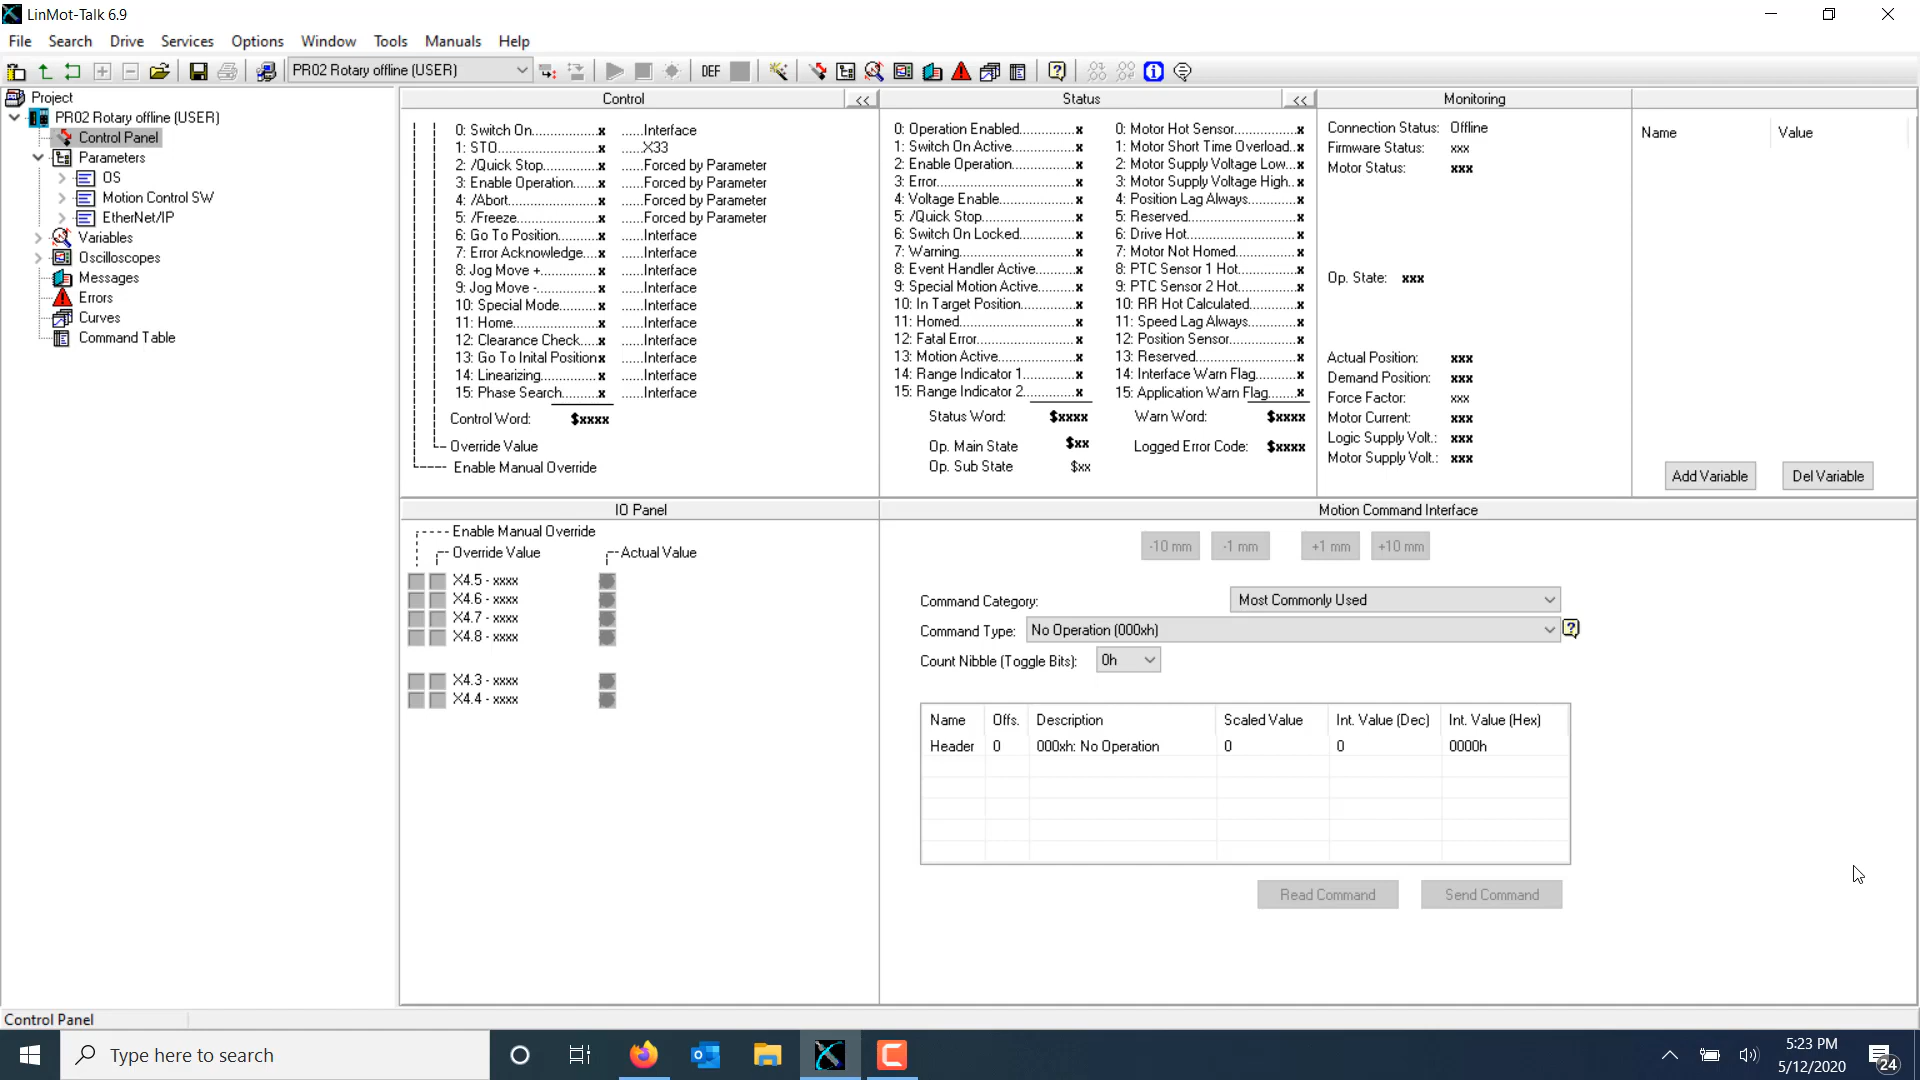 LinMot-Talk 6.9
File Search Drive Services Options Window Tools Manuals Help
PR02 Rotary offline (USER)
DEF
Project
PR02 Rotary offline (USER)
Control Panel
Parameters
OS
Motion Control SW
EtherNet/IP
Variables
Oscilloscopes
Messages
Errors
Curves
Command Table
Control <<
0: Switch On.................x ......Interface
1: STO.........................x ......X33
2: /Quick Stop..............x ......Forced by Parameter
3: Enable Operation.......x ......Forced by Parameter
4: /Abort......................x ......Forced by Parameter
5: /Freeze....................x ......Forced by Parameter
6: Go To Position..........x ......Interface
7: Error Acknowledge....x ......Interface
8: Jog Move +..............x ......Interface
9: Jog Move -...............x ......Interface
10: Special Mode.........x ......Interface
11: Home.....................x ......Interface
12: Clearance Check.....x ......Interface
13: Go To Inital Positionx ......Interface
14: Linearizing..............x ......Interface
15: Phase Search.........x ......Interface
Control Word: $xxxx
Override Value
Enable Manual Override
Status <<
0: Operation Enabled............x
1: Switch On Active..............x
2: Enable Operation..............x
3: Error.................................x
4: Voltage Enable.................x
5: /Quick Stop......................x
6: Switch On Locked............x
7: Warning............................x
8: Event Handler Active.........x
9: Special Motion Active........x
10: In Target Position............x
11: Homed...........................x
12: Fatal Error......................x
13: Motion Active..................x
14: Range Indicator 1............x
15: Range Indicator 2............x
Status Word: $xxxx
Op. Main State $xx
Op. Sub State $xx
0: Motor Hot Sensor................x
1: Motor Short Time Overload..x
2: Motor Supply Voltage Low...x
3: Motor Supply Voltage High..x
4: Position Lag Always............x
5: Reserved............................x
6: Drive Hot............................x
7: Motor Not Homed...............x
8: PTC Sensor 1 Hot...............x
9: PTC Sensor 2 Hot...............x
10: RR Hot Calculated............x
11: Speed Lag Always............x
12: Position Sensor................x
13: Reserved..........................x
14: Interface Warn Flag...........x
15: Application Warn Flag.......x
Warn Word: $xxxx
Logged Error Code: $xxxx
Monitoring
Connection Status: Offline
Firmware Status: xxx
Motor Status: xxx
Op. State: xxx
Actual Position: xxx
Demand Position: xxx
Force Factor: xxx
Motor Current: xxx
Logic Supply Volt.: xxx
Motor Supply Volt.: xxx
Name Value
Add Variable Del Variable
IO Panel
Enable Manual Override
Override Value Actual Value
X4.5 - xxxx
X4.6 - xxxx
X4.7 - xxxx
X4.8 - xxxx
X4.3 - xxxx
X4.4 - xxxx
Motion Command Interface
-10 mm -1 mm +1 mm +10 mm
Command Category: Most Commonly Used
Command Type: No Operation (000xh)
Count Nibble (Toggle Bits): 0h
Name Offs. Description Scaled Value Int. Value (Dec) Int. Value (Hex)
Header 0 000xh: No Operation 0 0 0000h
Read Command Send Command
Control Panel
Type here to search
5:23 PM
5/12/2020
24